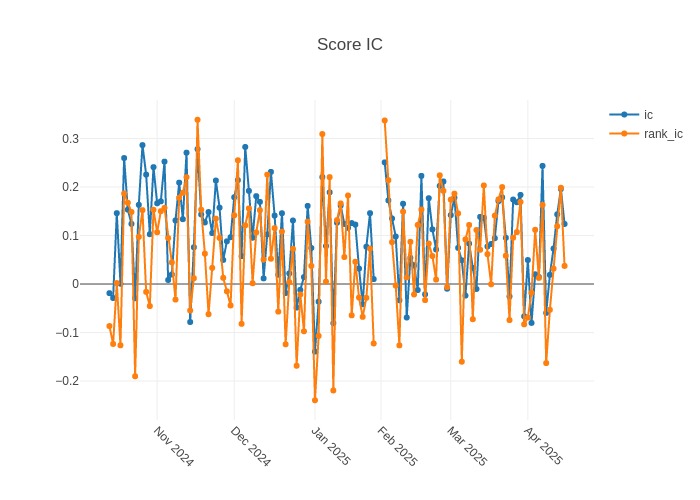 Score IC
ic
rank_ic
0.3
0.2
0.1
0
−0.1
−0.2
Nov 2024
Dec 2024
Jan 2025
Feb 2025
Mar 2025
Apr 2025